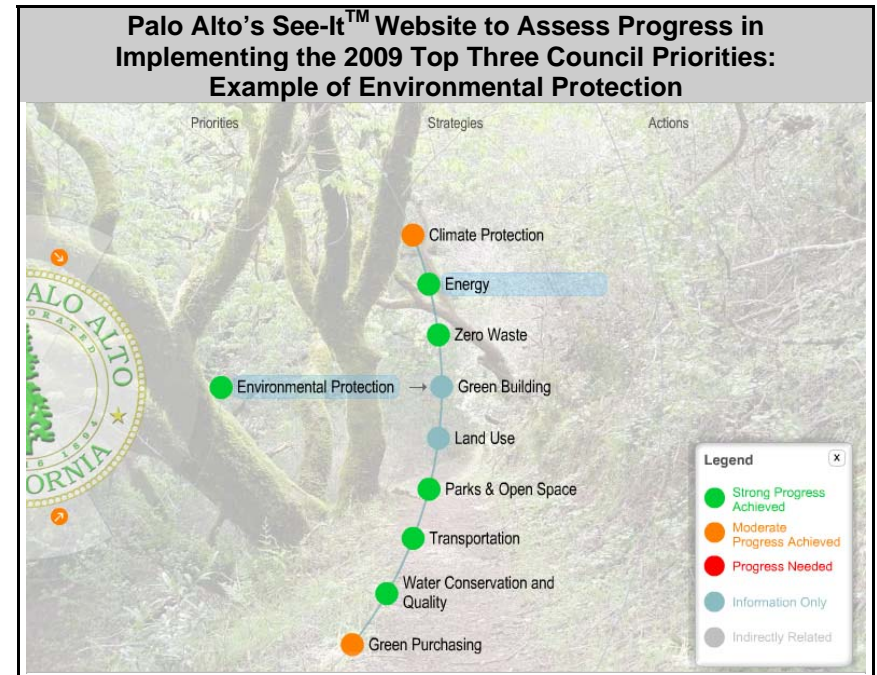 Palo Alto's See-It™ Website to Assess Progress in
Implementing the 2009 Top Three Council Priorities:
Example of Environmental Protection
Priorities
Strategies
Actions
Climate Protection
Energy
Zero Waste
Environmental Protection → Green Building
Land Use
Parks & Open Space
Transportation
Water Conservation and
Quality
Green Purchasing
ALO ALTO
ORNIA
Legend
x
Strong Progress
Achieved
Moderate
Progress Achieved
Progress Needed
Information Only
Indirectly Related